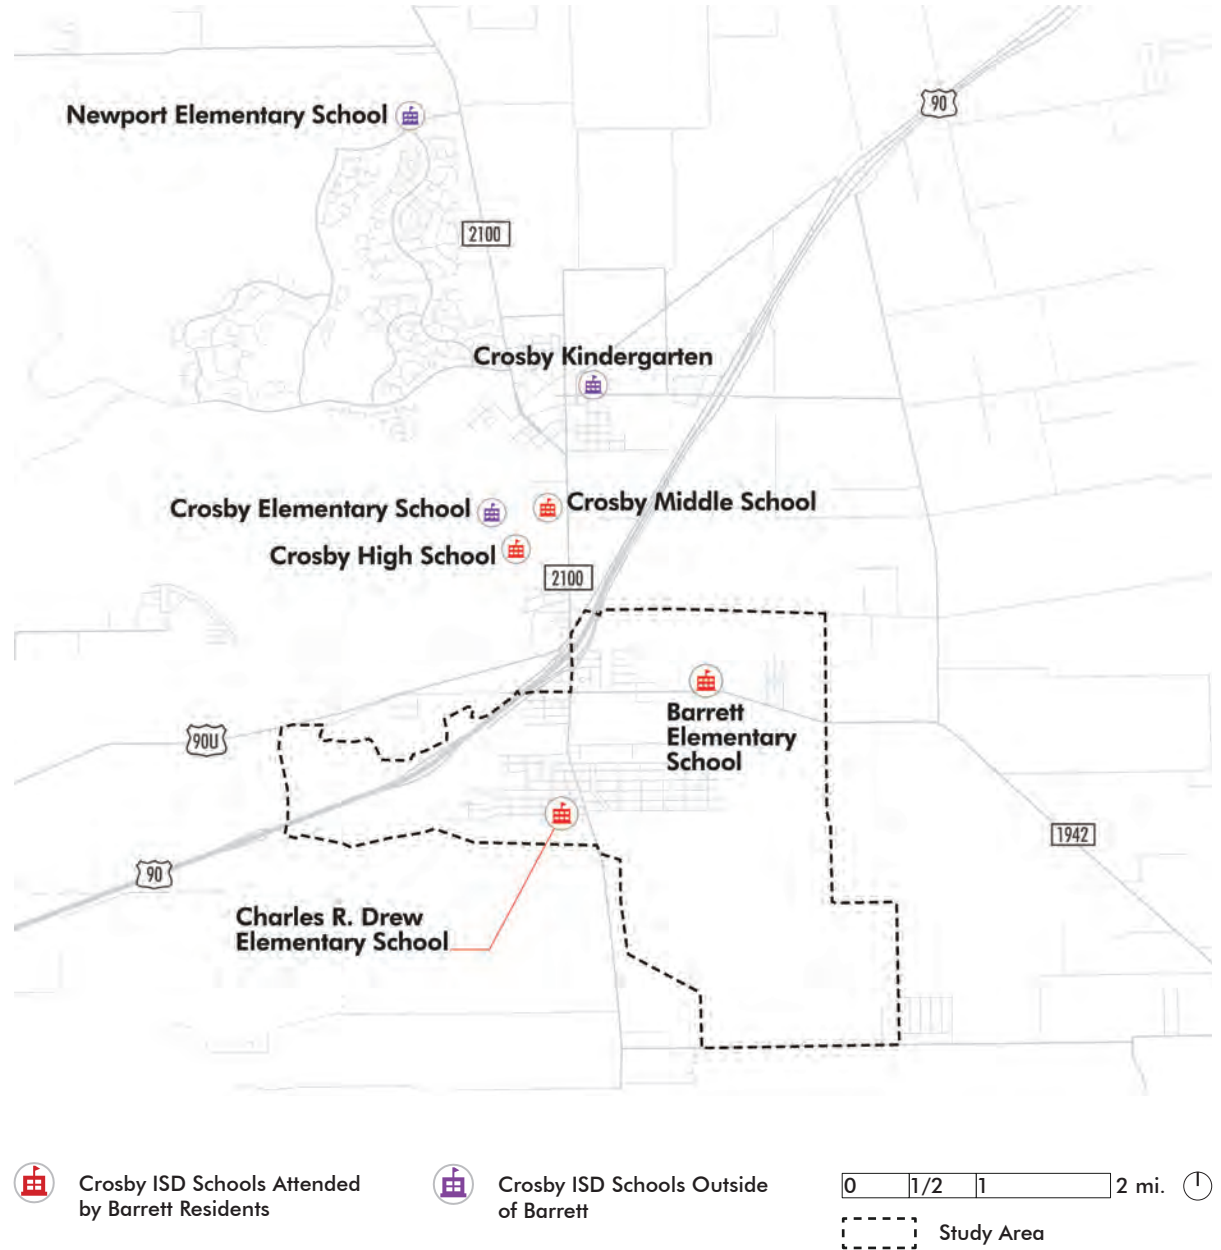 90
Newport Elementary School
2100
Crosby Kindergarten
Crosby Elementary School
Crosby Middle School
Crosby High School
2100
Barrett
Elementary
School
90U
1942
90
Charles R. Drew
Elementary School
Crosby ISD Schools Attended
by Barrett Residents
Crosby ISD Schools Outside
of Barrett
0 1/2 1 2 mi.
Study Area